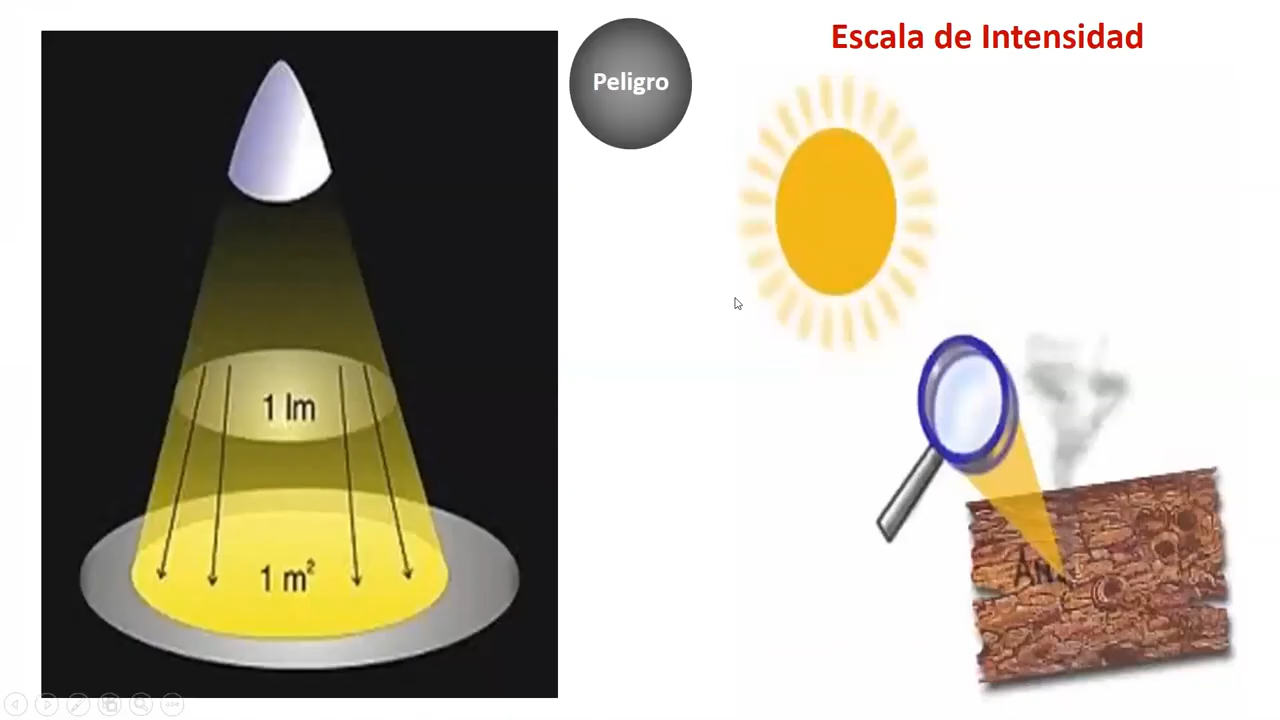 Peligro
Escala de Intensidad
1 lm
1 m²